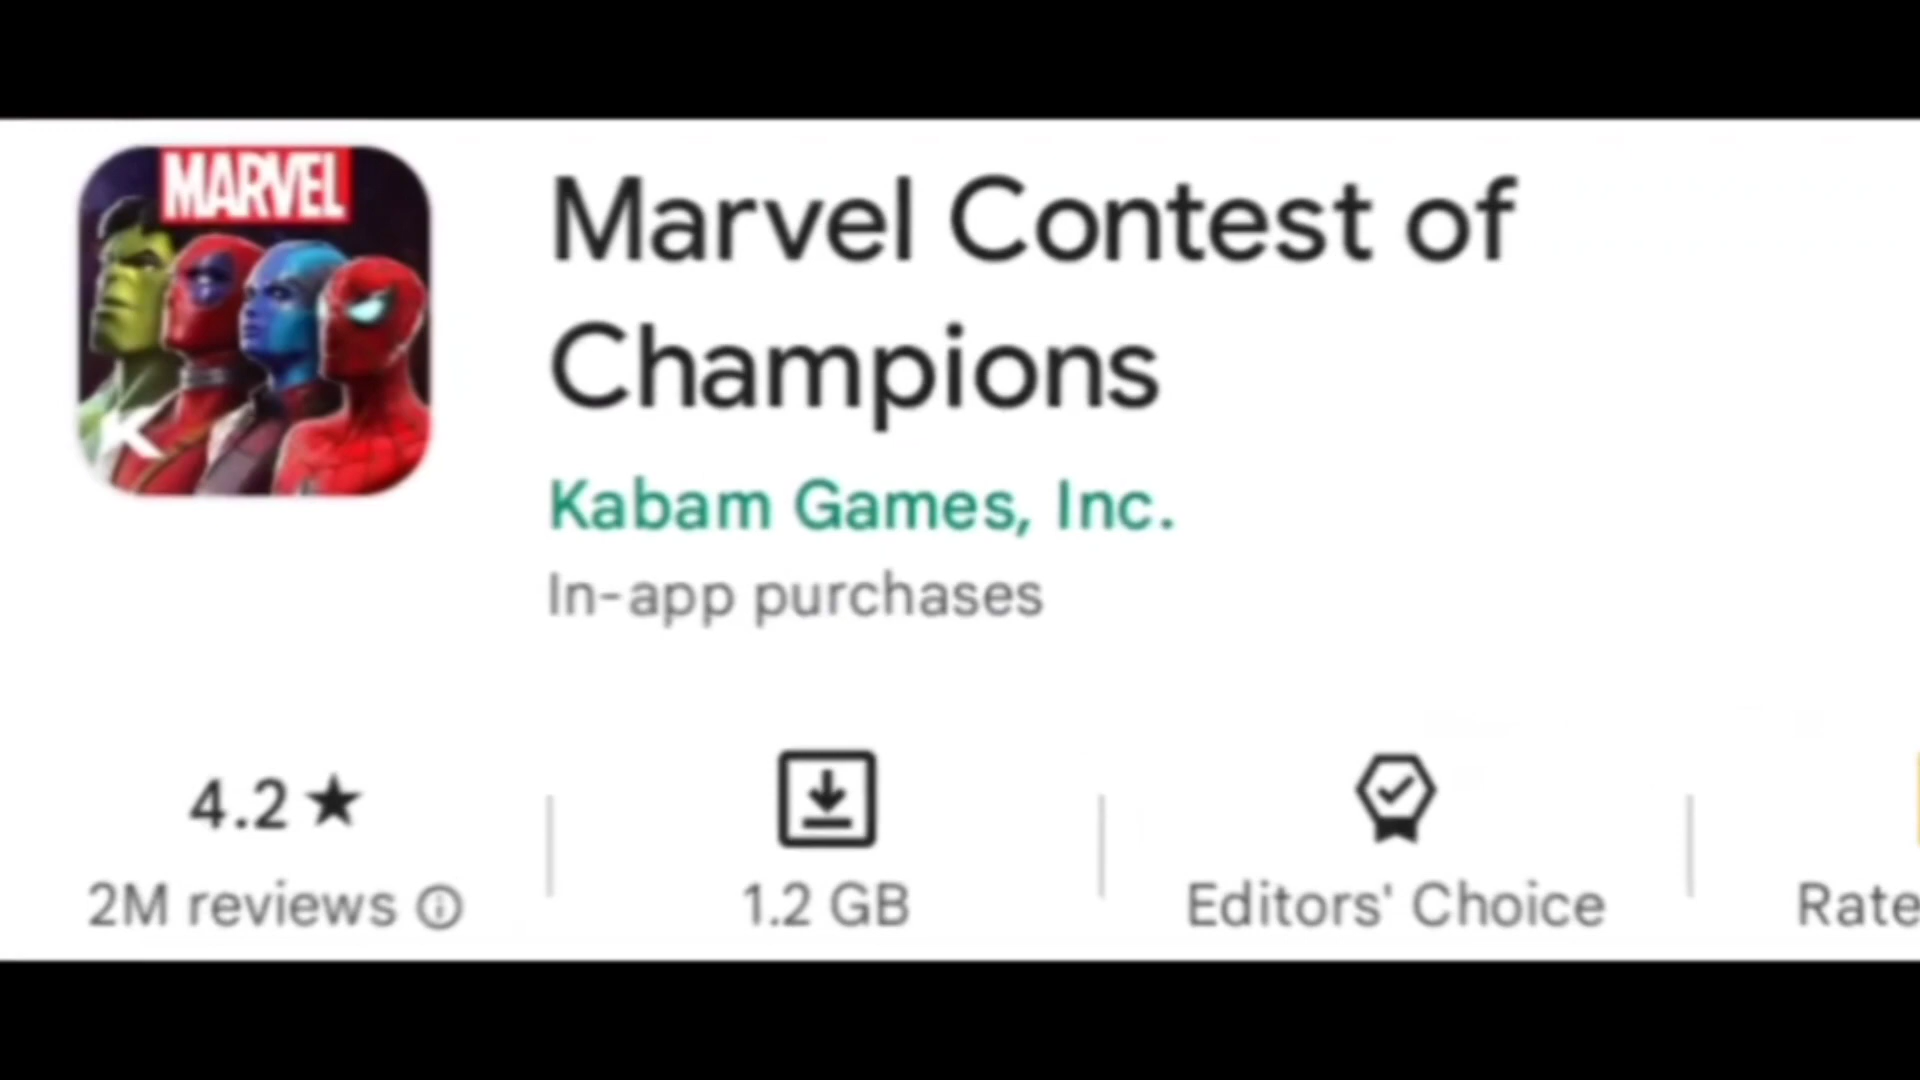 MARVEL
Marvel Contest of
Champions
Kabam Games, Inc.
In-app purchases
4.2★
2M reviews
1.2 GB
Editors' Choice
Rate